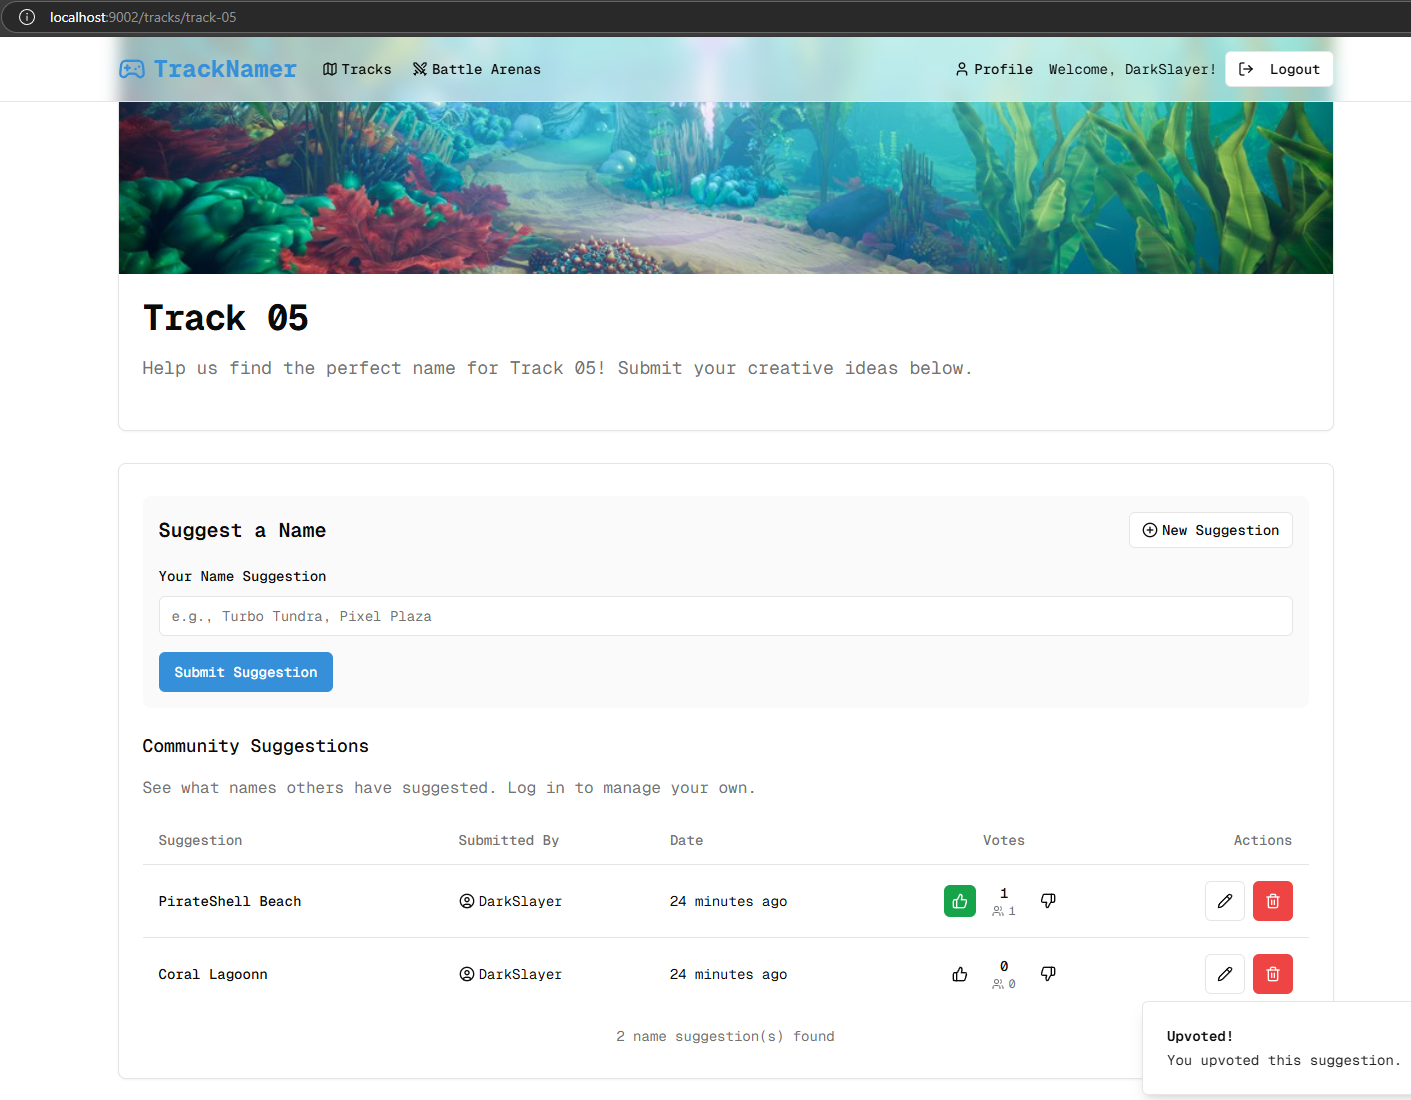 localhost:9002/tracks/track-05
TrackNamer Tracks Battle Arenas Profile Welcome, DarkSlayer! Logout
Track 05
Help us find the perfect name for Track 05! Submit your creative ideas below.
Suggest a Name New Suggestion
Your Name Suggestion
e.g., Turbo Tundra, Pixel Plaza
Submit Suggestion
Community Suggestions
See what names others have suggested. Log in to manage your own.
Suggestion Submitted By Date Votes Actions
PirateShell Beach DarkSlayer 24 minutes ago 1
1
Coral Lagoonn DarkSlayer 24 minutes ago 0
0
2 name suggestion(s) found
Upvoted!
You upvoted this suggestion.